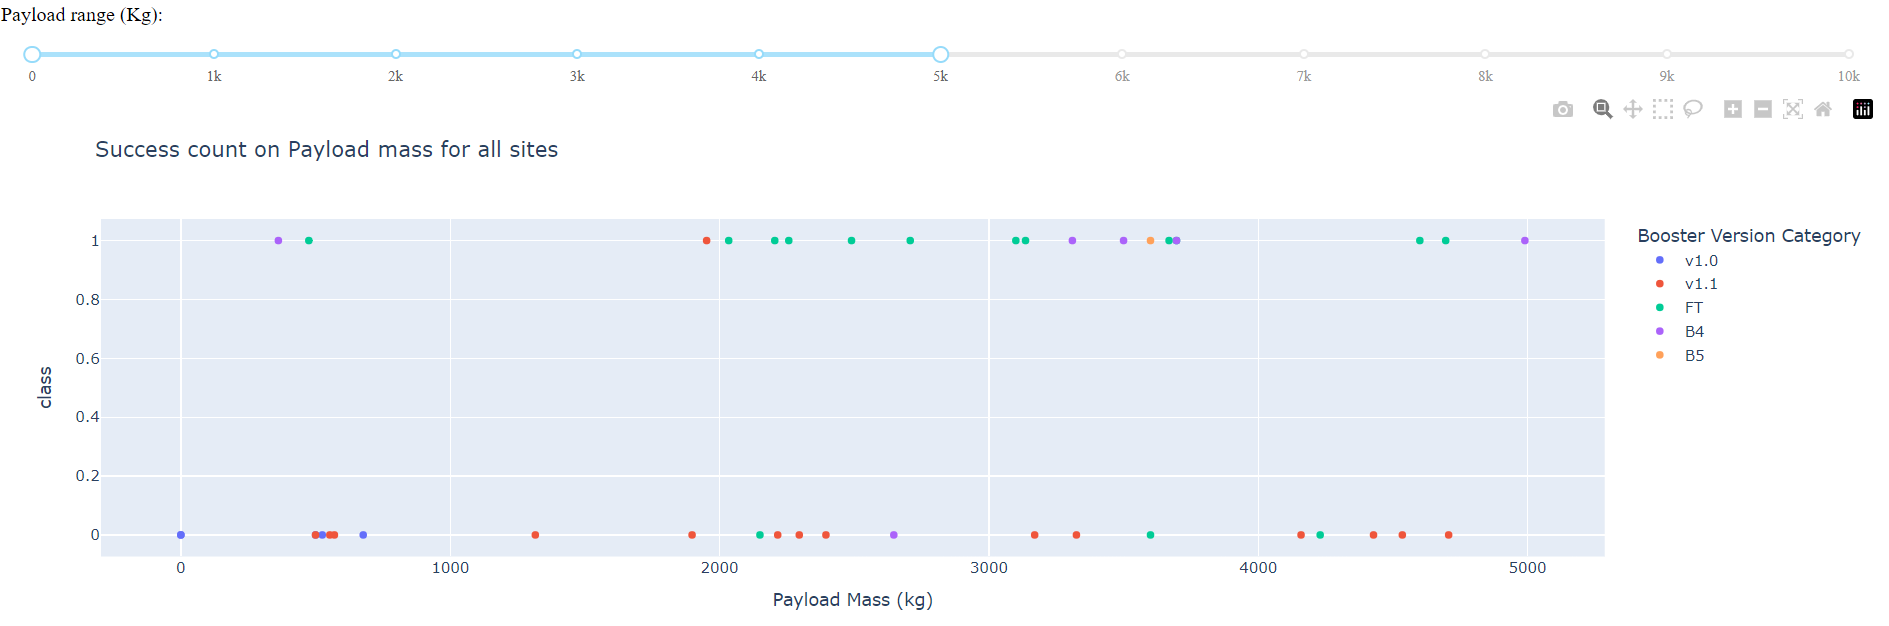 Payload range (Kg):
0 1k 2k 3k 4k 5k 6k 7k 8k 9k 10k
Success count on Payload mass for all sites
Booster Version Category
v1.0
v1.1
FT
B4
B5
1
0.8
0.6
0.4
0.2
0
class
0 1000 2000 3000 4000 5000
Payload Mass (kg)